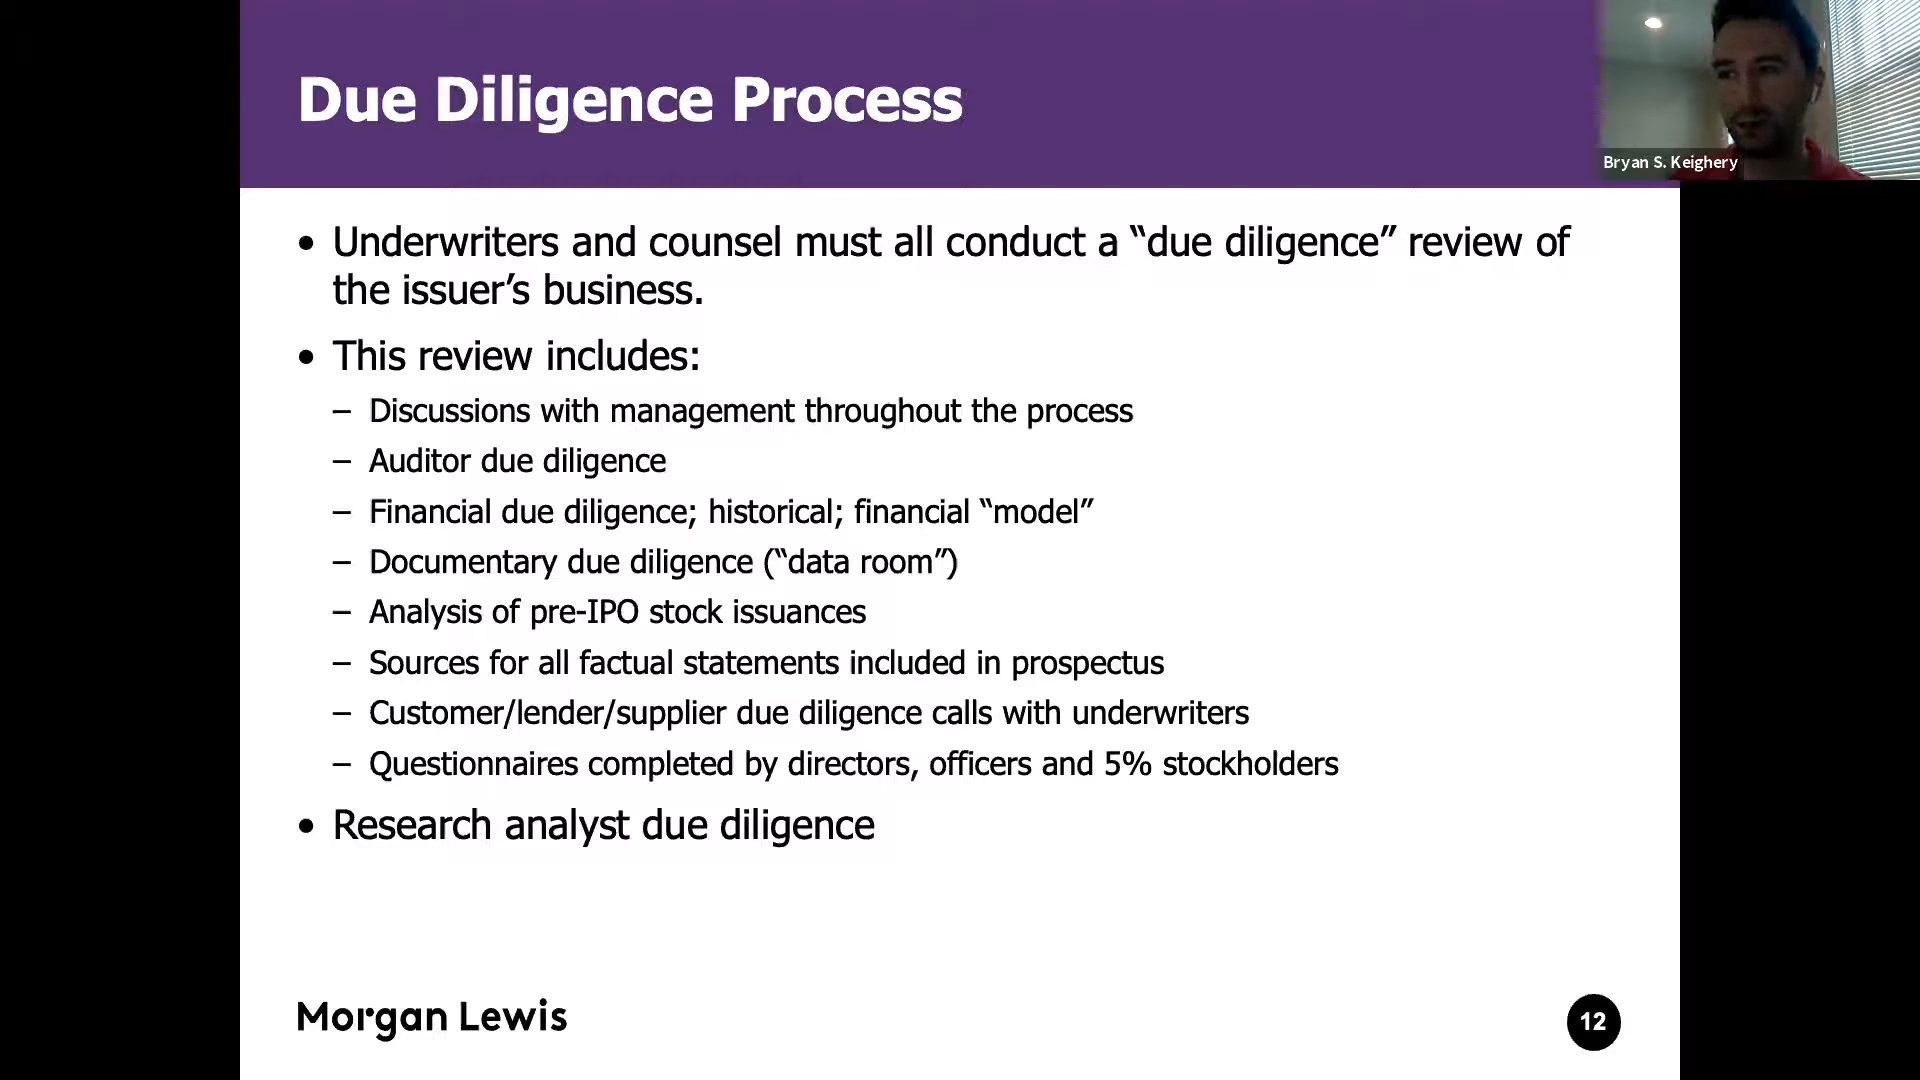 Due Diligence Process
Bryan S. Keighery
• Underwriters and counsel must all conduct a “due diligence” review of
the issuer’s business.
• This review includes:
– Discussions with management throughout the process
– Auditor due diligence
– Financial due diligence; historical; financial “model”
– Documentary due diligence (“data room”)
– Analysis of pre-IPO stock issuances
– Sources for all factual statements included in prospectus
– Customer/lender/supplier due diligence calls with underwriters
– Questionnaires completed by directors, officers and 5% stockholders
• Research analyst due diligence
Morgan Lewis
12